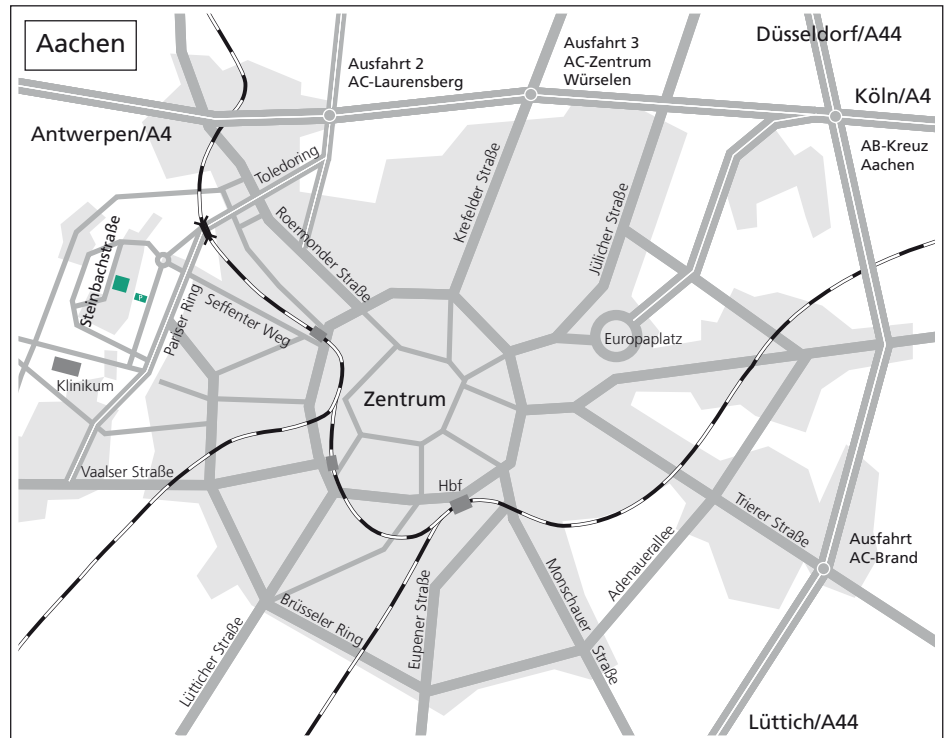 Aachen
Düsseldorf/A44
Ausfahrt 3
AC-Zentrum
Würselen
Ausfahrt 2
AC-Laurensberg
Köln/A4
Antwerpen/A4
AB-Kreuz
Aachen
Toledoring
Krefelder Straße
Roermonder Straße
Jülicher Straße
Steinbachstraße
P
Pariser Ring
Seffenter Weg
Europaplatz
Klinikum
Zentrum
Vaalser Straße
Hbf
Trierer Straße
Ausfahrt
AC-Brand
Adenauerallee
Monschauer Straße
Eupener Straße
Brüsseler Ring
Lütticher Straße
Lüttich/A44